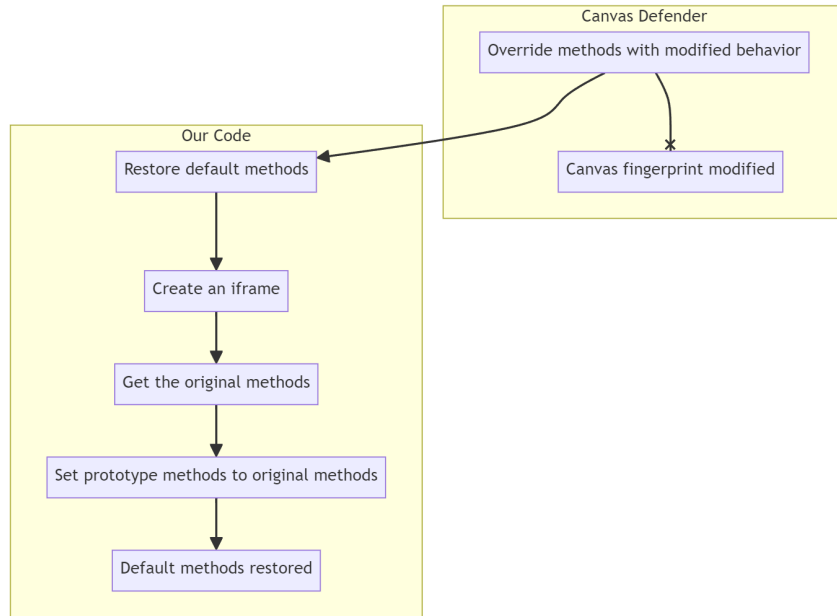 Canvas Defender
Override methods with modified behavior
Canvas fingerprint modified
Our Code
Restore default methods
Create an iframe
Get the original methods
Set prototype methods to original methods
Default methods restored